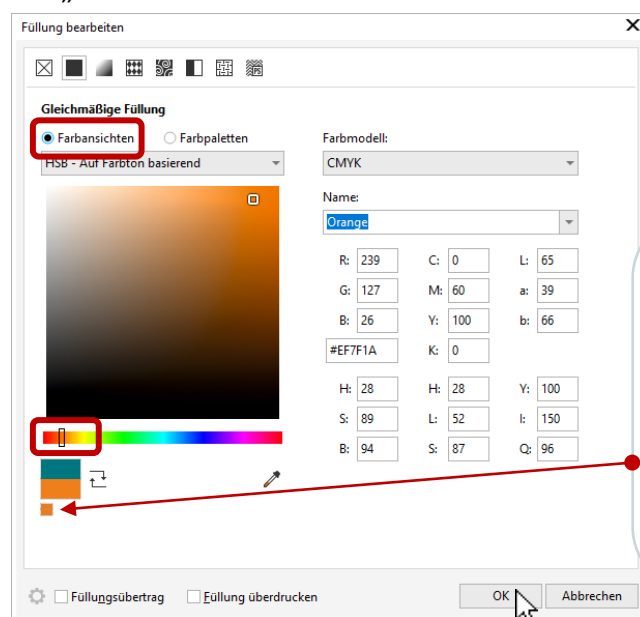 „
Füllung bearbeiten
Gleichmäßige Füllung
Farbansichten Farbpaletten Farbmodell:
HSB - Auf Farbton basierend CMYK
Name:
Orange
R: 239 C: 0 L: 65
G: 127 M: 60 a: 39
B: 26 Y: 100 b: 66
#EF7F1A K: 0
H: 28 H: 28 Y: 100
S: 89 L: 52 I: 150
B: 94 S: 87 Q: 96
Füllungsübertrag Füllung überdrucken OK Abbrechen